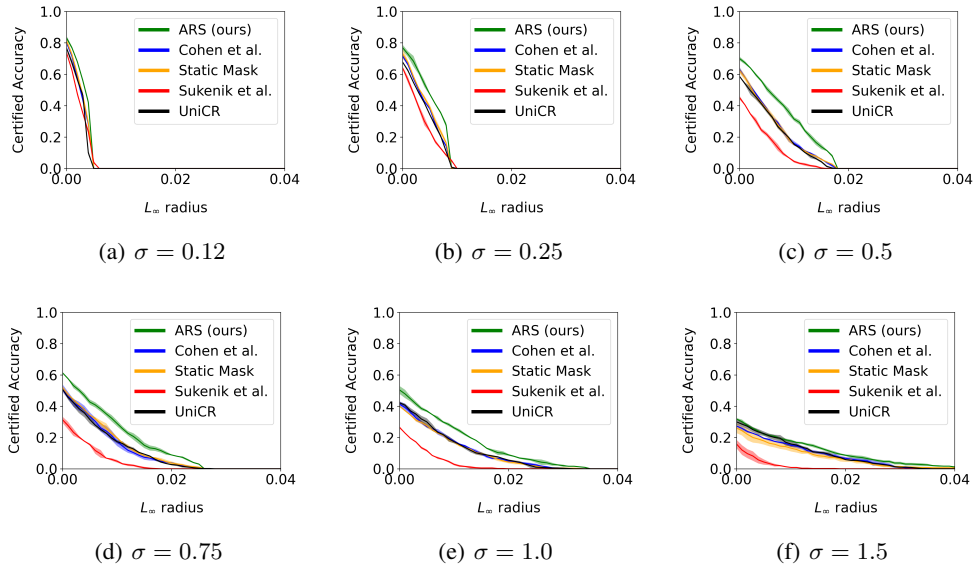 Certified Accuracy
1.0
0.8
0.6
0.4
0.2
0.0
0.00
0.02
0.04
L∞ radius
ARS (ours)
Cohen et al.
Static Mask
Sukenik et al.
UniCR
(a) σ = 0.12
Certified Accuracy
1.0
0.8
0.6
0.4
0.2
0.0
0.00
0.02
0.04
L∞ radius
ARS (ours)
Cohen et al.
Static Mask
Sukenik et al.
UniCR
(b) σ = 0.25
Certified Accuracy
1.0
0.8
0.6
0.4
0.2
0.0
0.00
0.02
0.04
L∞ radius
ARS (ours)
Cohen et al.
Static Mask
Sukenik et al.
UniCR
(c) σ = 0.5
Certified Accuracy
1.0
0.8
0.6
0.4
0.2
0.0
0.00
0.02
0.04
L∞ radius
ARS (ours)
Cohen et al.
Static Mask
Sukenik et al.
UniCR
(d) σ = 0.75
Certified Accuracy
1.0
0.8
0.6
0.4
0.2
0.0
0.00
0.02
0.04
L∞ radius
ARS (ours)
Cohen et al.
Static Mask
Sukenik et al.
UniCR
(e) σ = 1.0
Certified Accuracy
1.0
0.8
0.6
0.4
0.2
0.0
0.00
0.02
0.04
L∞ radius
ARS (ours)
Cohen et al.
Static Mask
Sukenik et al.
UniCR
(f) σ = 1.5